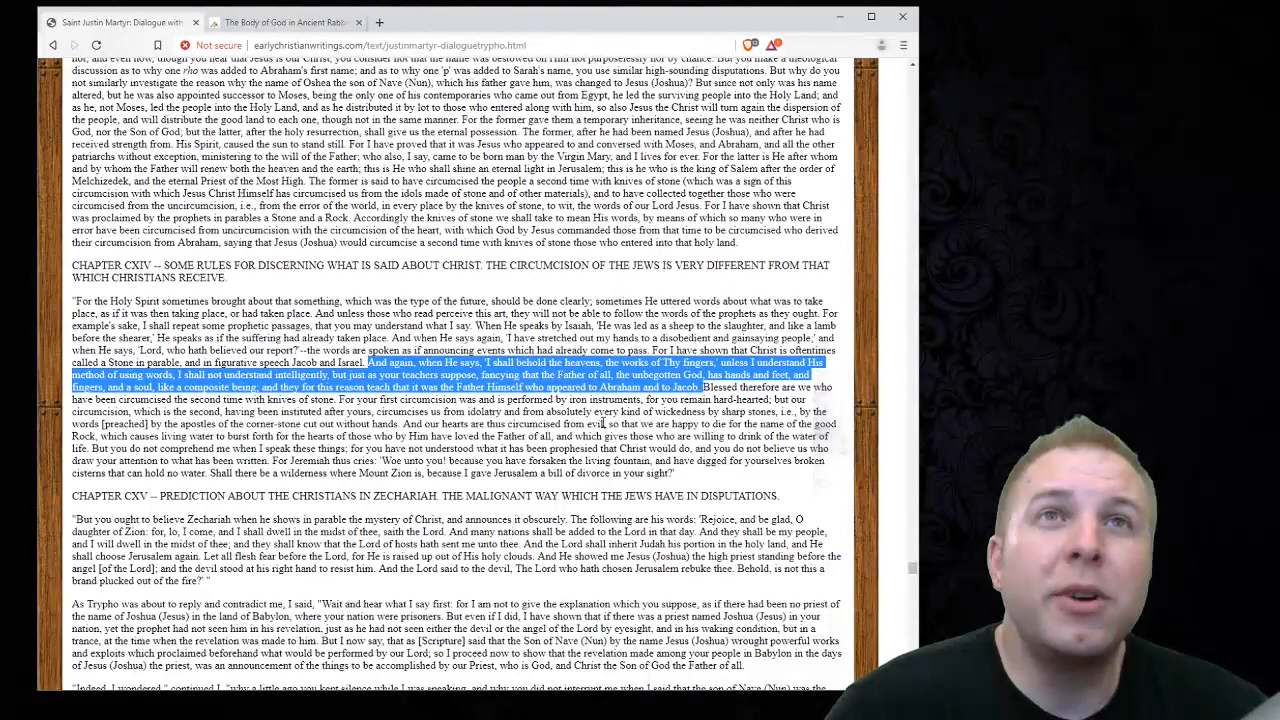 Saint Justin Martyr: Dialogue with
The Body of God in Ancient Rabb
Not secure
earlychristianwritings.com/text/justinmartyr-dialoguetrypho.html
not, and even now, though you hear that Jesus is our Christ, you consider not that the name was bestowed on Him not purposelessly nor by chance. But you make a theological
discussion as to why one rho was added to Abraham's first name; and as to why one 'p' was added to Sarah's name, you use similar high-sounding disputations. But why do you
not similarly investigate the reason why the name of Oshea the son of Nave (Nun), which his father gave him, was changed to Jesus (Joshua)? But since not only was his name
altered, but he was also appointed successor to Moses, being the only one of his contemporaries who came out from Egypt, he led the surviving people into the Holy Land; and
as he, not Moses, led the people into the Holy Land, and as he distributed it by lot to those who entered along with him, so also Jesus the Christ will turn again the dispersion of
the people, and will distribute the good land to each one, though not in the same manner. For the former gave them a temporary inheritance, seeing he was neither Christ who is
God, nor the Son of God; but the latter, after the holy resurrection, shall give us the eternal possession. The former, after he had been named Jesus (Joshua), and after he had
received strength from. His Spirit, caused the sun to stand still. For I have proved that it was Jesus who appeared to and conversed with Moses, and Abraham, and all the other
patriarchs without exception, ministering to the will of the Father; who also, I say, came to be born man by the Virgin Mary, and I lives for ever. For the latter is He after whom
and by whom the Father will renew both the heaven and the earth; this is He who shall shine an eternal light in Jerusalem; this is he who is the king of Salem after the order of
Melchizedek, and the eternal Priest of the Most High. The former is said to have circumcised the people a second time with knives of stone (which was a sign of this
circumcision with which Jesus Christ Himself has circumcised us from the idols made of stone and of other materials), and to have collected together those who were
circumcised from the uncircumcision, i.e., from the error of the world, in every place by the knives of stone, to wit, the words of our Lord Jesus. For I have shown that Christ
was proclaimed by the prophets in parables a Stone and a Rock. Accordingly the knives of stone we shall take to mean His words, by means of which so many who were in
error have been circumcised from uncircumcision with the circumcision of the heart, with which God by Jesus commanded those from that time to be circumcised who derived
their circumcision from Abraham, saying that Jesus (Joshua) would circumcise a second time with knives of stone those who entered into that holy land.
CHAPTER CXIV -- SOME RULES FOR DISCERNING WHAT IS SAID ABOUT CHRIST. THE CIRCUMCISION OF THE JEWS IS VERY DIFFERENT FROM THAT
WHICH CHRISTIANS RECEIVE.
"For the Holy Spirit sometimes brought about that something, which was the type of the future, should be done clearly; sometimes He uttered words about what was to take
place, as if it was then taking place, or had taken place. And unless those who read perceive this art, they will not be able to follow the words of the prophets as they ought. For
example's sake, I shall repeat some prophetic passages, that you may understand what I say. When He speaks by Isaiah, 'He was led as a sheep to the slaughter, and like a lamb
before the shearer,' He speaks as if the suffering had already taken place. And when He says again, 'I have stretched out my hands to a disobedient and gainsaying people;' and
when He says, 'Lord, who hath believed our report?'--the words are spoken as if announcing events which had already come to pass. For I have shown that Christ is oftentimes
called a Stone in parable, and in figurative speech Jacob and Israel. And again, when He says, 'I shall behold the heavens, the works of Thy fingers,' unless I understand His
method of using words, I shall not understand intelligently, but just as your teachers suppose, fancying that the Father of all, the unbegotten God, has hands and feet, and
fingers, and a soul, like a composite being; and they for this reason teach that it was the Father Himself who appeared to Abraham and to Jacob. Blessed therefore are we who
have been circumcised the second time with knives of stone. For your first circumcision was and is performed by iron instruments, for you remain hard-hearted; but our
circumcision, which is the second, having been instituted after yours, circumcises us from idolatry and from absolutely every kind of wickedness by sharp stones, i.e., by the
words [preached] by the apostles of the corner-stone cut out without hands. And our hearts are thus circumcised from evil, so that we are happy to die for the name of the good
Rock, which causes living water to burst forth for the hearts of those who by Him have loved the Father of all, and which gives those who are willing to drink of the water of
life. But you do not comprehend me when I speak these things; for you have not understood what it has been prophesied that Christ would do, and you do not believe us who
draw your attention to what has been written. For Jeremiah thus cries: 'Woe unto you! because you have forsaken the living fountain, and have digged for yourselves broken
cisterns that can hold no water. Shall there be a wilderness where Mount Zion is, because I gave Jerusalem a bill of divorce in your sight?'
CHAPTER CXV -- PREDICTION ABOUT THE CHRISTIANS IN ZECHARIAH. THE MALIGNANT WAY WHICH THE JEWS HAVE IN DISPUTATIONS.
"But you ought to believe Zechariah when he shows in parable the mystery of Christ, and announces it obscurely. The following are his words: 'Rejoice, and be glad, O
daughter of Zion: for, lo, I come, and I shall dwell in the midst of thee, saith the Lord. And many nations shall be added to the Lord in that day. And they shall be my people,
and I will dwell in the midst of thee; and they shall know that the Lord of hosts hath sent me unto thee. And the Lord shall inherit Judah his portion in the holy land, and He
shall choose Jerusalem again. Let all flesh fear before the Lord, for He is raised up out of His holy clouds. And He showed me Jesus (Joshua) the high priest standing before the
angel [of the Lord]; and the devil stood at his right hand to resist him. And the Lord said to the devil, The Lord who hath chosen Jerusalem rebuke thee. Behold, is not this a
brand plucked out of the fire?' "
As Trypho was about to reply and contradict me, I said, "Wait and hear what I say first: for I am not to give the explanation which you suppose, as if there had been no priest of
the name of Joshua (Jesus) in the land of Babylon, where your nation were prisoners. But even if I did, I have shown that if there was a priest named Joshua (Jesus) in your
nation, yet the prophet had not seen him in his revelation, just as he had not seen either the devil or the angel of the Lord by eyesight, and in his waking condition, but in a
trance, at the time when the revelation was made to him. But I now say, that as [Scripture] said that the Son of Nave (Nun) by the name Jesus (Joshua) wrought powerful works
and exploits which proclaimed beforehand what would be performed by our Lord; so I proceed now to show that the revelation made among your people in Babylon in the days
of Jesus (Joshua) the priest, was an announcement of the things to be accomplished by our Priest, who is God, and Christ the Son of God the Father of all.
"Indeed, I wondered," continued I, "why a little ago you kept silence while I was speaking, and why you did not interrupt me when I said that the son of Nave (Nun) was the